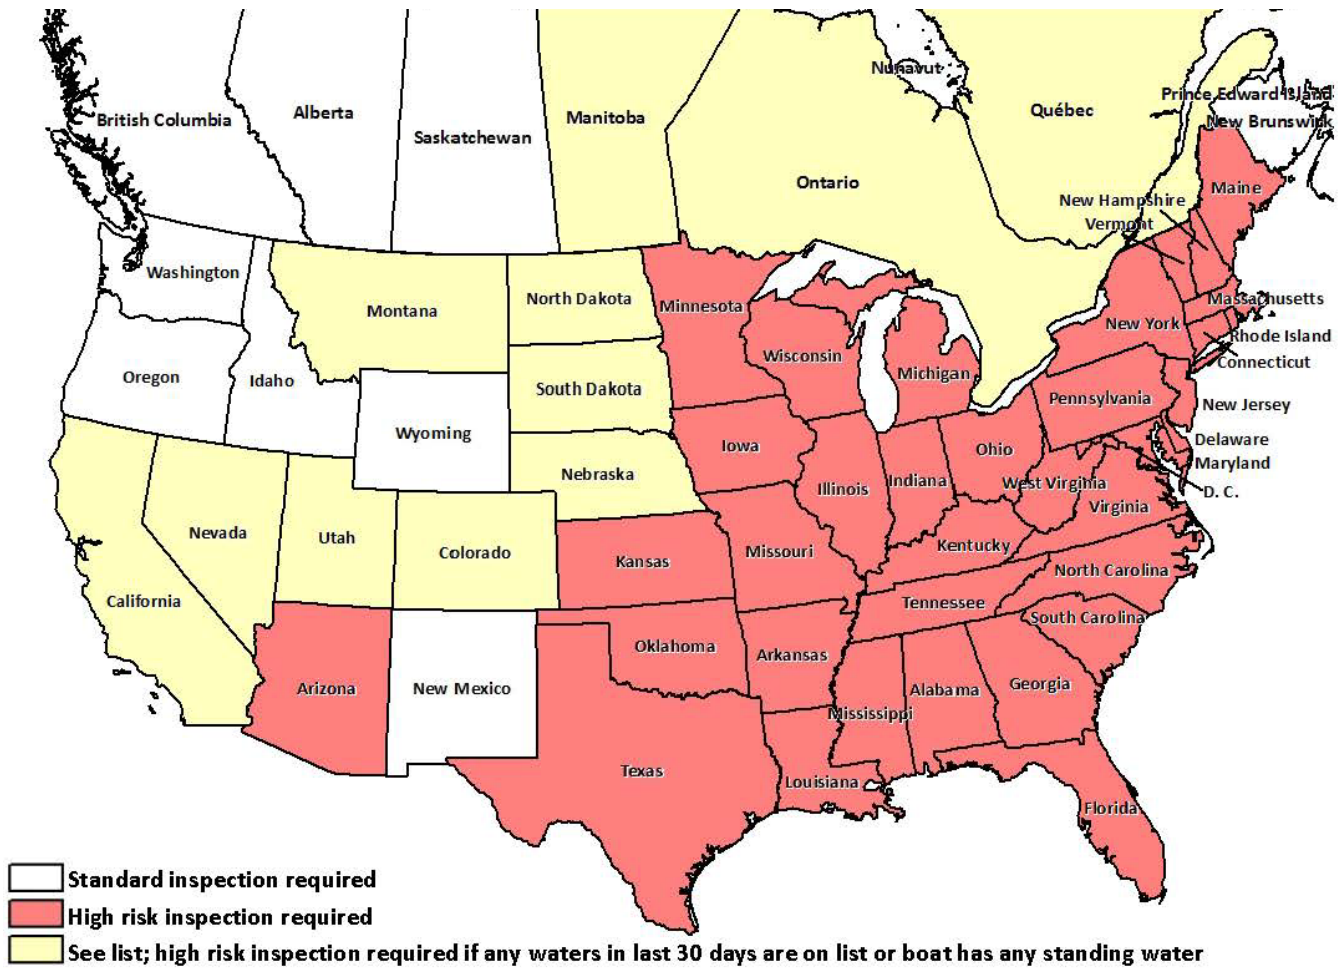 Nunavut
Prince Edward Island
British Columbia
Alberta
Saskatchewan
Manitoba
Québec
New Brunswick
Ontario
Maine
New Hampshire
Vermont
Washington
Montana
North Dakota
Minnesota
Massachusetts
New York
Rhode Island
Connecticut
Oregon
Idaho
South Dakota
Wisconsin
Michigan
Pennsylvania
New Jersey
Wyoming
Iowa
Ohio
Delaware
Maryland
Nebraska
Illinois
Indiana
West Virginia
D. C.
Virginia
Nevada
Utah
Colorado
Kansas
Missouri
Kentucky
North Carolina
California
Tennessee
South Carolina
Oklahoma
Arkansas
Arizona
New Mexico
Mississippi
Alabama
Georgia
Texas
Louisiana
Florida
Standard inspection required
High risk inspection required
See list; high risk inspection required if any waters in last 30 days are on list or boat has any standing water